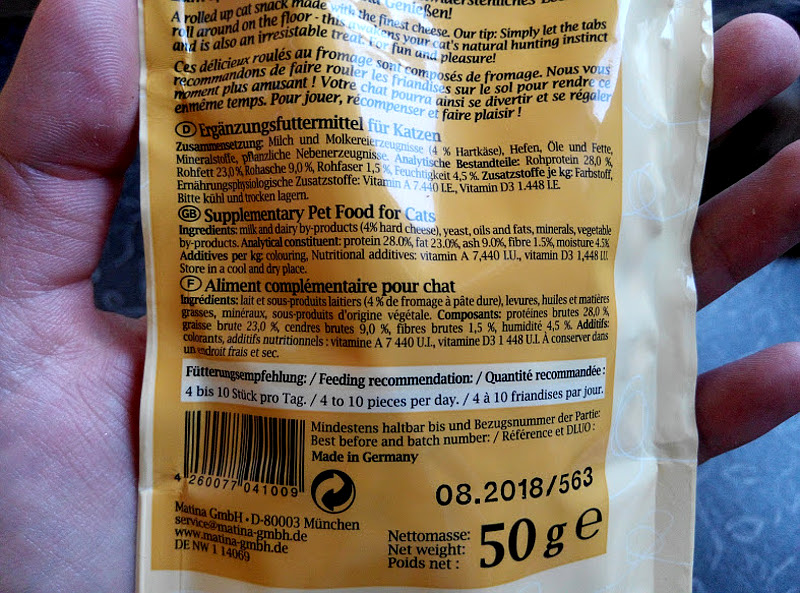 Genießen!
A rolled up cat snack made with the finest cheese. Our tip: Simply let the tabs
roll around on the floor - this awakens your cat's natural hunting instinct
and is also an irresistable treat. For fun and pleasure!
Ces délicieux roulés au fromage sont composés de fromage. Nous vous
recommandons de faire rouler les friandises sur le sol pour rendre ce
moment plus amusant ! Votre chat pourra ainsi se divertir et se régaler
enmême temps. Pour jouer, récompenser et faire plaisir !
D Ergänzungsfuttermittel für Katzen
Zusammensetzung: Milch und Molkereierzeugnisse (4 % Hartkäse), Hefen, Öle und Fette,
Mineralstoffe, pflanzliche Nebenerzeugnisse. Analytische Bestandteile: Rohprotein 28,0 %,
Rohfett 23,0 % Rohasche 9,0 %, Rohfaser 1,5 %, Feuchtigkeit 4,5 %. Zusatzstoffe je kg: Farbstoff,
Ernährungsphysiologische Zusatzstoffe: Vitamin A 7.440 I.E., Vitamin D3 1.448 I.E.
Bitte kühl und trocken lagern.
GB Supplementary Pet Food for Cats
Ingredients: milk and dairy by-products (4% hard cheese), yeast, oils and fats, minerals, vegetable
by-products. Analytical constituent: protein 28.0%, fat 23.0%, ash 9.0%, fibre 1.5%, moisture 4.5%
Additives per kg: colouring, Nutritional additives: vitamin A 7,440 I.U., vitamin D3 1,448 I.U.
Store in a cool and dry place.
F Aliment complémentaire pour chat
Ingrédients: lait et sous-produits laitiers (4 % de fromage à pâte dure), levures, huiles et matières
grasses, minéraux, sous-produits d'origine végétale. Composants: protéines brutes 28,0 %,
graisse brute 23,0 %, cendres brutes 9,0 %, fibres brutes 1,5 %, humidité 4,5 %. Additifs:
colorants, additifs nutritionnels : vitamine A 7 440 U.I., vitamine D3 1 448 U.I. À conserver dans
un endroit frais et sec.
Fütterungsempfehlung: / Feeding recommendation: / Quantité recommandée :
4 bis 10 Stück pro Tag. / 4 to 10 pieces per day. / 4 à 10 friandises par jour.
Mindestens haltbar bis und Bezugsnummer der Partie:
Best before and batch number: / Référence et DLUO :
Made in Germany
4 260077 041009
08.2018/563
Matina GmbH • D-80003 München
service@matina-gmbh.de
www.matina-gmbh.de
DE NW 1 14069
Nettomasse:
Net weight:
Poids net :
50 g e